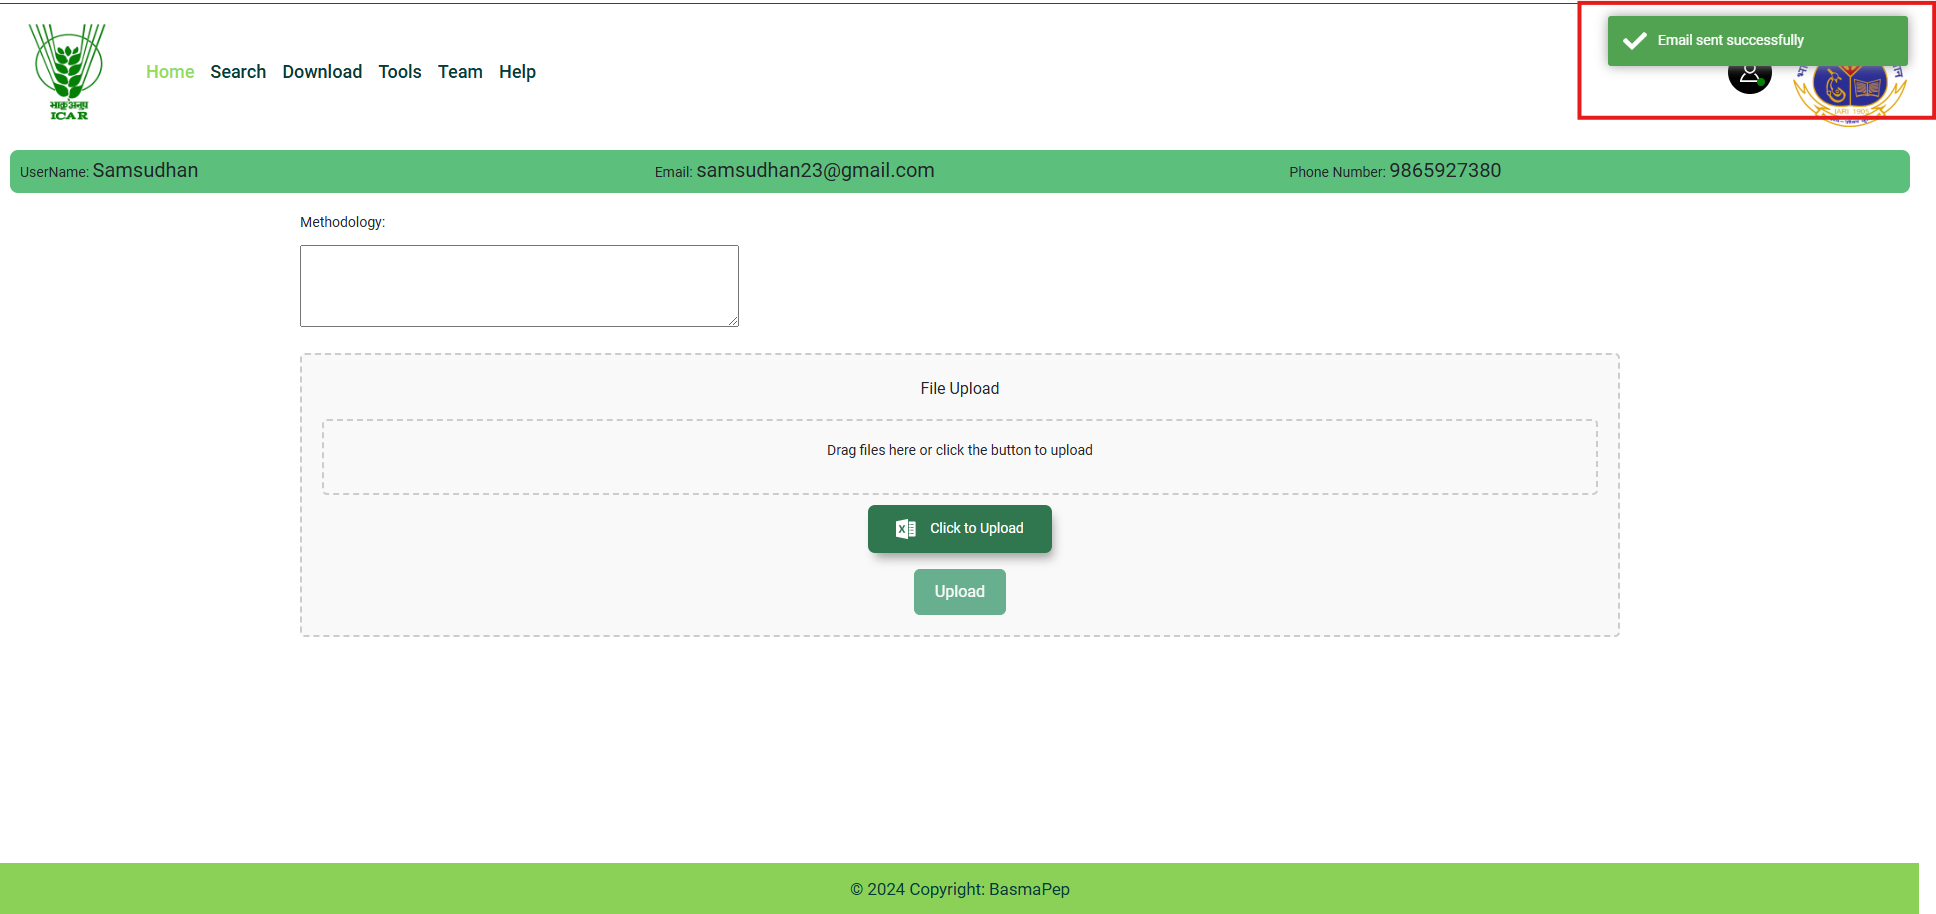 Email sent successfully
भाकृअनुप
ICAR
Home Search Download Tools Team Help
IARI 1905
UserName: Samsudhan Email: samsudhan23@gmail.com Phone Number: 9865927380
Methodology:
File Upload
Drag files here or click the button to upload
Click to Upload
Upload
© 2024 Copyright: BasmaPep